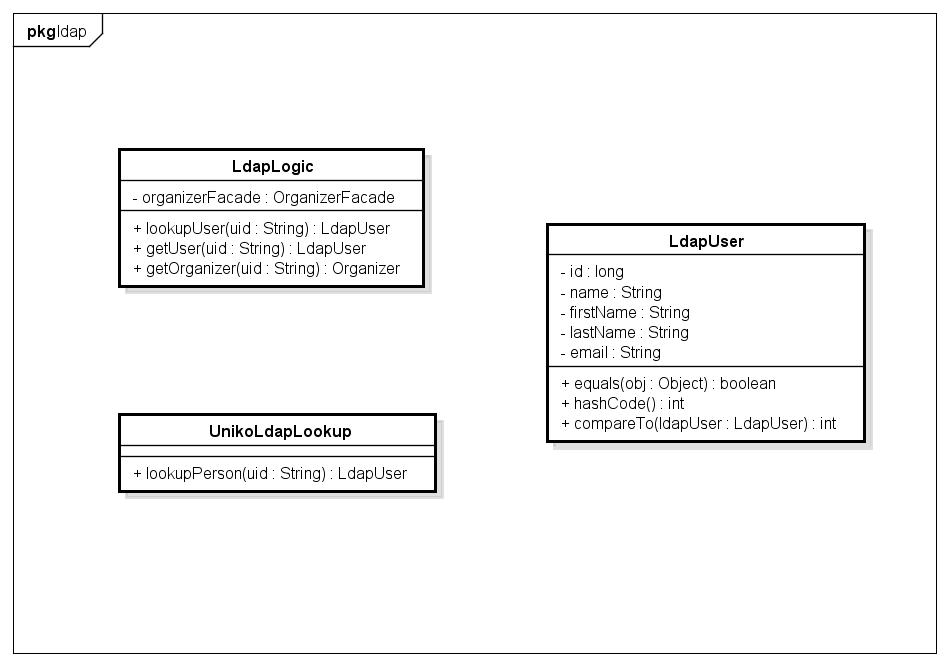 pkg ldap
LdapLogic
- organizerFacade : OrganizerFacade
+ lookupUser(uid : String) : LdapUser
+ getUser(uid : String) : LdapUser
+ getOrganizer(uid : String) : Organizer
LdapUser
- id : long
- name : String
- firstName : String
- lastName : String
- email : String
+ equals(obj : Object) : boolean
+ hashCode() : int
+ compareTo(ldapUser : LdapUser) : int
UnikoLdapLookup
+ lookupPerson(uid : String) : LdapUser